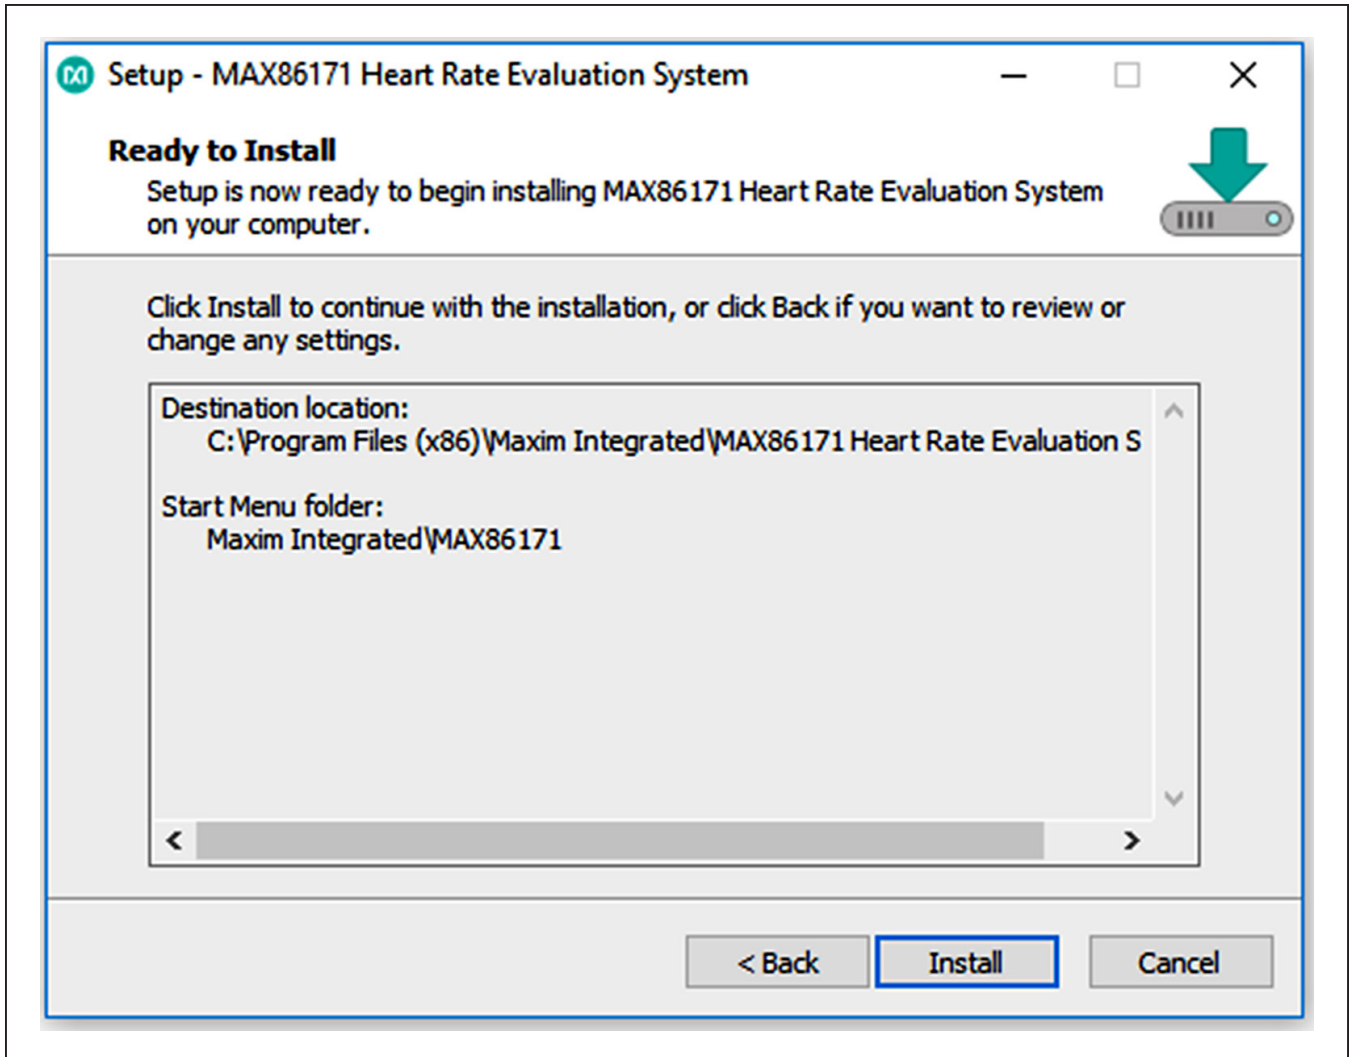 Setup - MAX86171 Heart Rate Evaluation System
Ready to Install
Setup is now ready to begin installing MAX86171 Heart Rate Evaluation System
on your computer.
Click Install to continue with the installation, or click Back if you want to review or
change any settings.
Destination location:
C:\Program Files (x86)\Maxim Integrated\MAX86171 Heart Rate Evaluation S
Start Menu folder:
Maxim Integrated\MAX86171
< Back
Install
Cancel